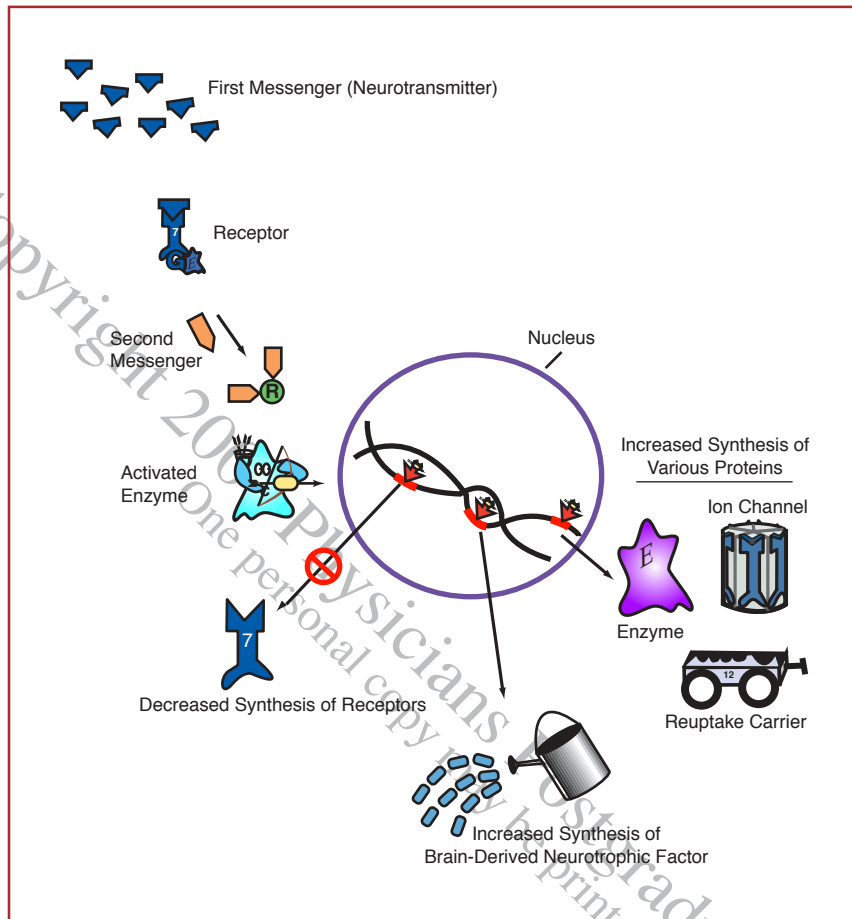 First Messenger (Neurotransmitter)
7
G E
Receptor
Second
Messenger
R
Nucleus
Activated
Enzyme
Increased Synthesis of
Various Proteins
Ion Channel
E
Enzyme
12
Reuptake Carrier
7
Decreased Synthesis of Receptors
Increased Synthesis of
Brain-Derived Neurotrophic Factor
opyright 200 Physicians Postgrad
One personal copy may be print